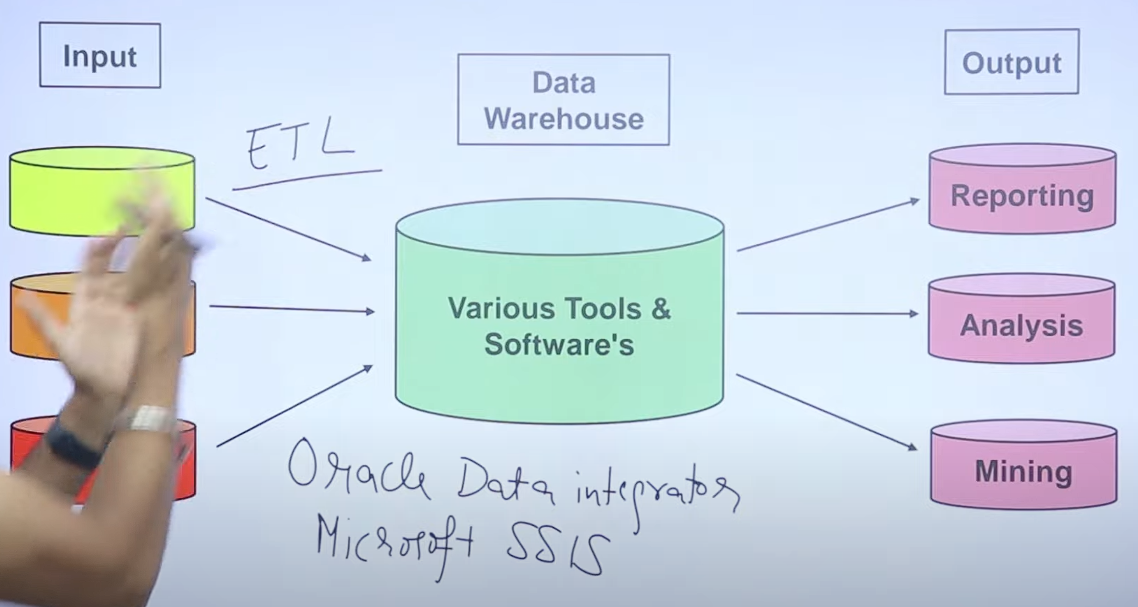 Input
Data
Warehouse
Output
ETL
Various Tools &
Software's
Reporting
Analysis
Mining
Oracle Data integrator
Microsoft SSIS